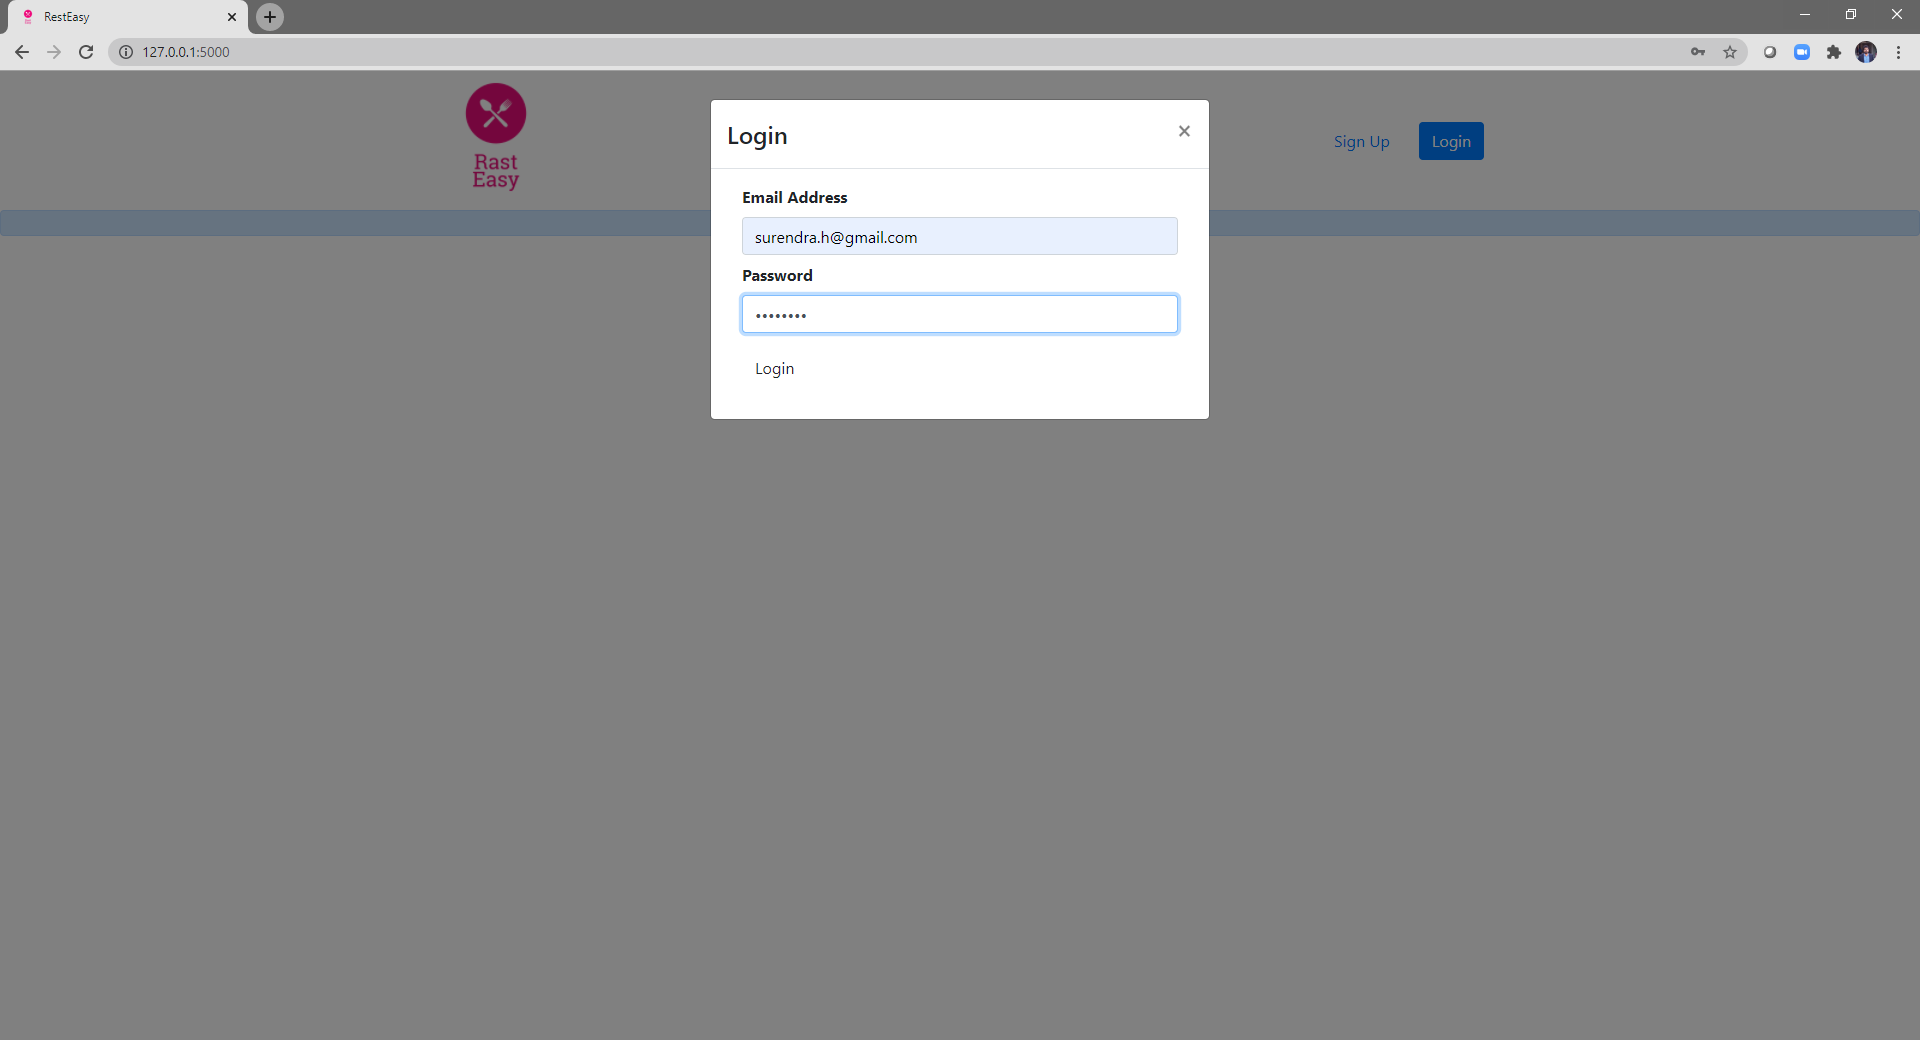 RestEasy
127.0.0.1:5000
Rast
Easy
Sign Up
Login
Login
Email Address
surendra.h@gmail.com
Password
••••••••
Login